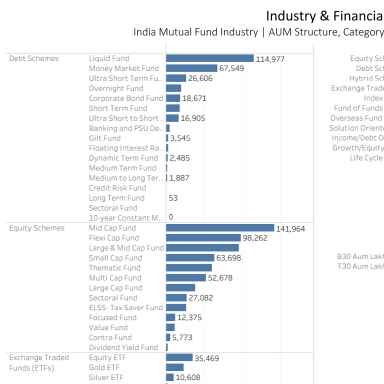 Industry & Financia
India Mutual Fund Industry | AUM Structure, Category
Debt Schemes
Liquid Fund 114,977
Money Market Fund 67,549
Ultra Short Term Fu.. 26,606
Overnight Fund
Corporate Bond Fund 18,671
Short Term Fund
Ultra Short to Short .. 16,905
Banking and PSU De..
Gilt Fund 3,545
Floating Interest Ra..
Dynamic Term Fund 2,485
Medium Term Fund
Medium to Long Ter.. 1,887
Credit Risk Fund
Long Term Fund 53
Sectoral Fund
10-year Constant M.. 0
Equity Schemes
Mid Cap Fund 141,964
Flexi Cap Fund 98,262
Large & Mid Cap Fund
Small Cap Fund 63,698
Thematic Fund
Multi Cap Fund 52,678
Large Cap Fund
Sectoral Fund 27,082
ELSS- Tax Saver Fund
Focused Fund 12,375
Value Fund
Contra Fund 5,773
Dividend Yield Fund
Exchange Traded
Funds (ETFs)
Equity ETF 35,469
Gold ETF
Silver ETF 10,608
Equity Sc
Debt Sc
Hybrid Sc
Exchange Trade
Index
Fund of Funds
Overseas Fund
Solution Oriente
Income/Debt O
Growth/Equity
Life Cycle
B30 Aum Lakh
T30 Aum Lakh